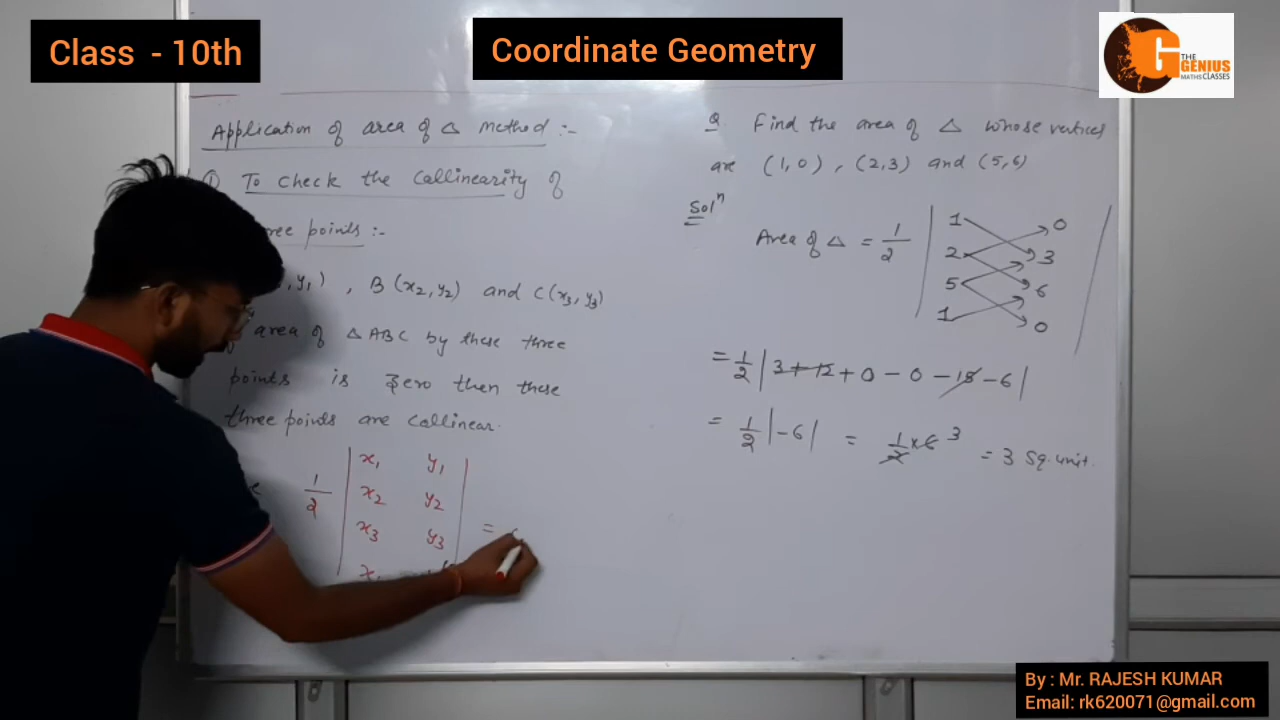 Class - 10th
Coordinate Geometry
G THE GENIUS MATHS CLASSES
Application of area of △ Method :-
① To check the Collinearity of
three points :-
, y₁) , B (x₂, y₂) and C(x₃, y₃)
area of △ ABC by these three
points is zero then these
three points are collinear.
1/2 | x₁ y₁
x₂ y₂
x₃ y₃
x₁ | =
Q Find the area of △ whose vertices
are (1,0) , (2,3) and (5,6)
Solⁿ
Area of △ = 1/2 | 1 0
2 3
5 6
1 0 |
= 1/2 | 3 + 12 + 0 - 0 - 15 - 6 |
= 1/2 |-6| = 1/2 × 6 3 = 3 Sq. unit.
By : Mr. RAJESH KUMAR
Email: rk620071@gmail.com